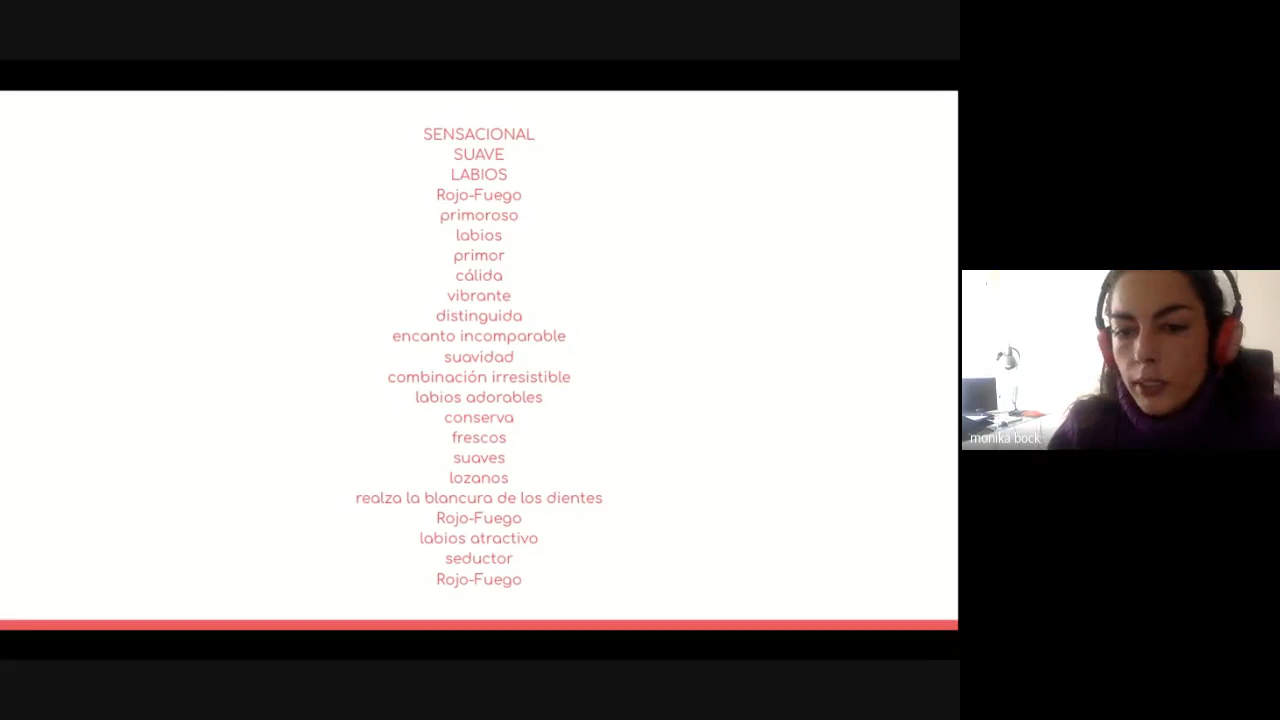 SENSACIONAL
SUAVE
LABIOS
Rojo-Fuego
primoroso
labios
primor
cálida
vibrante
distinguida
encanto incomparable
suavidad
combinación irresistible
labios adorables
conserva
frescos
suaves
lozanos
realza la blancura de los dientes
Rojo-Fuego
labios atractivo
seductor
Rojo-Fuego
monika bock